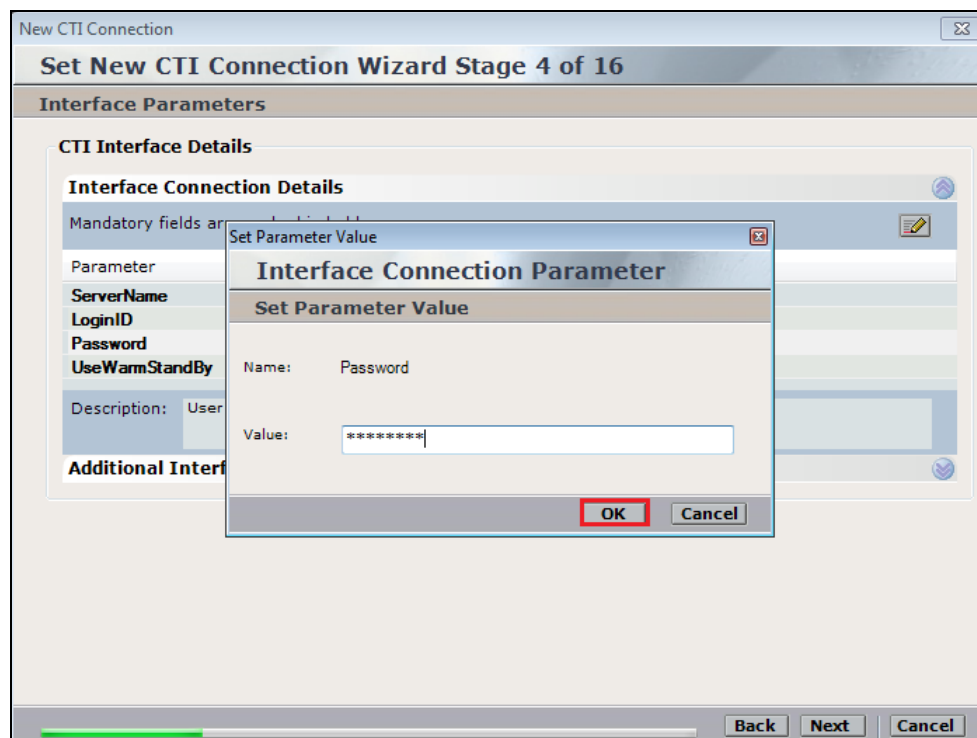 New CTI Connection
Set New CTI Connection Wizard Stage 4 of 16
Interface Parameters
CTI Interface Details
Interface Connection Details
Mandatory fields
Set Parameter Value
Interface Connection Parameter
Set Parameter Value
Parameter
ServerName
LoginID
Password
UseWarmStandBy
Name: Password
Description: User
Value: ********
Additional Interf
OK Cancel
Back Next Cancel